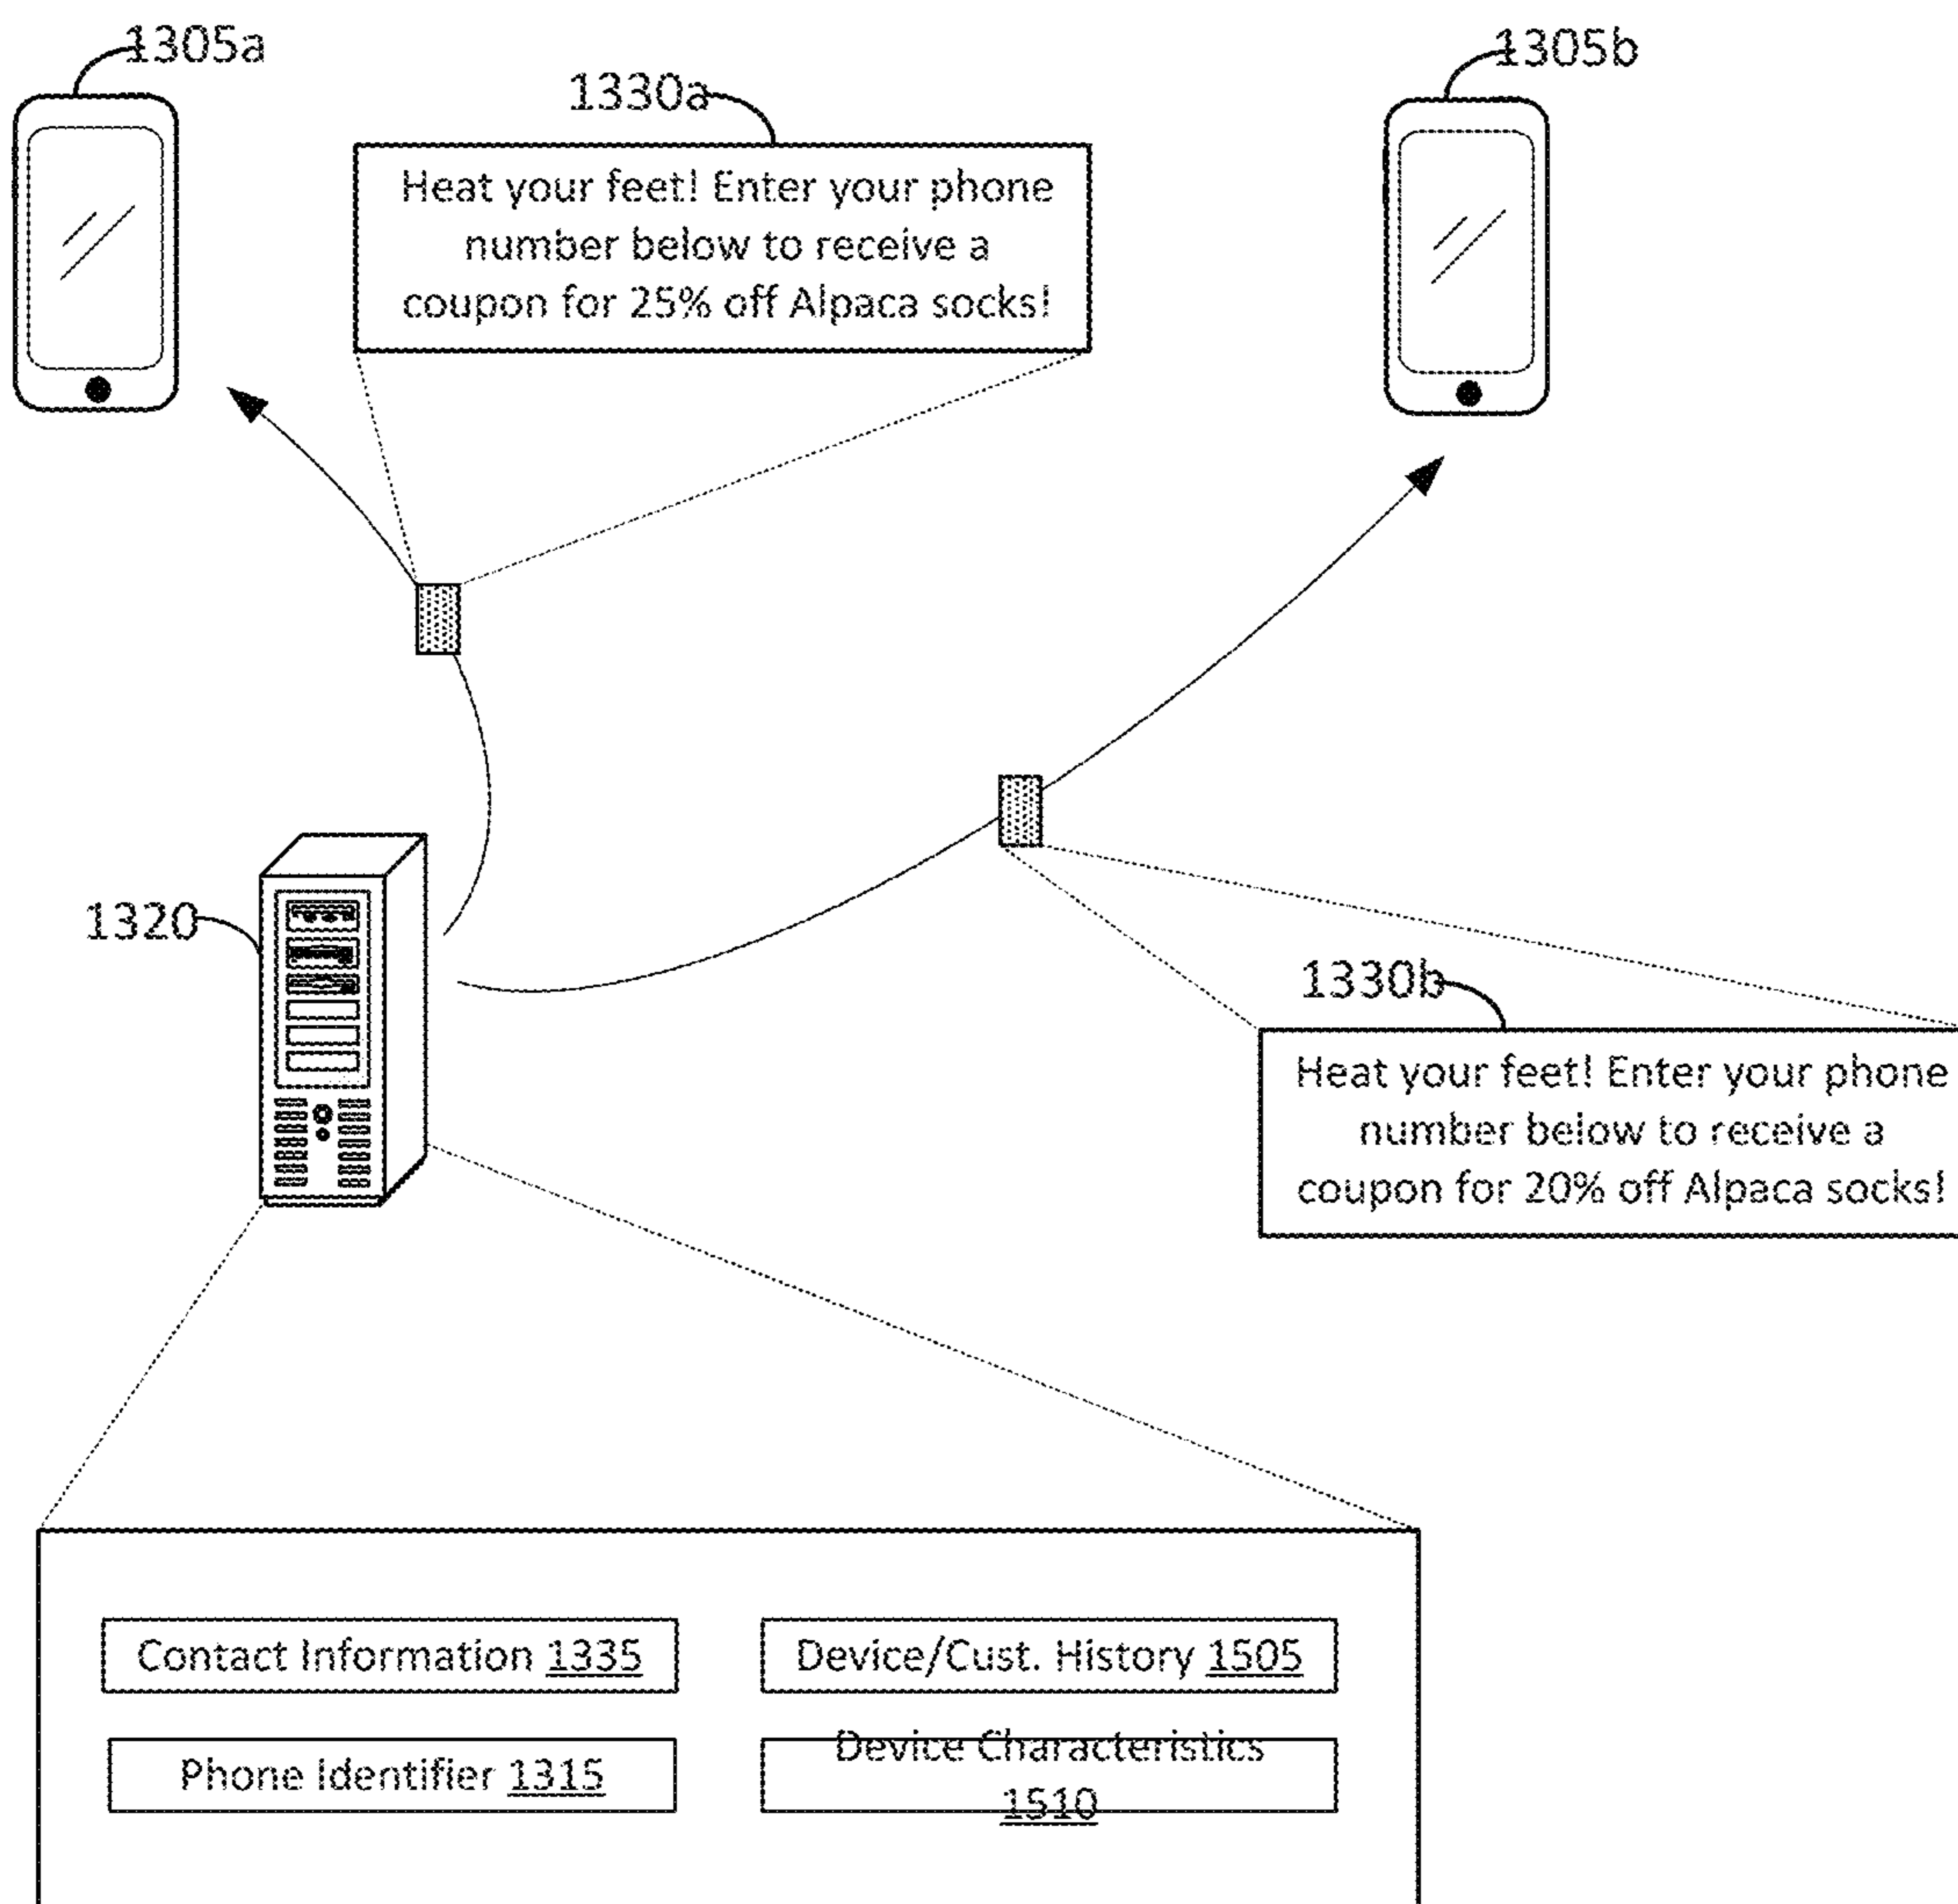 1305a
1305b
1330a
Heat your feet! Enter your phone
number below to receive a
coupon for 25% off Alpaca socks!
1320
1330b
Heat your feet! Enter your phone
number below to receive a
coupon for 20% off Alpaca socks!
Contact Information 1335
Device/Cust. History 1505
Phone Identifier 1315
Device Characteristics
1510